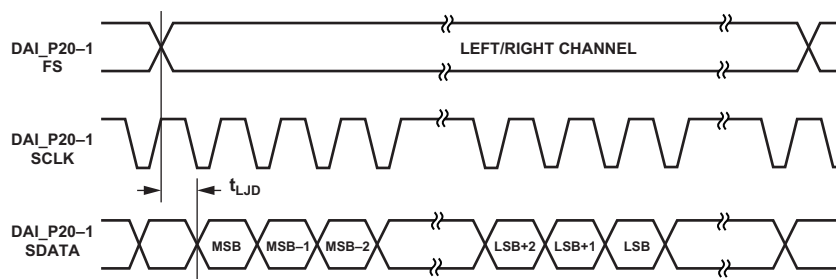 DAI_P20–1
FS
LEFT/RIGHT CHANNEL
DAI_P20–1
SCLK
tLJD
DAI_P20–1
SDATA
MSB
MSB–1
MSB–2
LSB+2
LSB+1
LSB